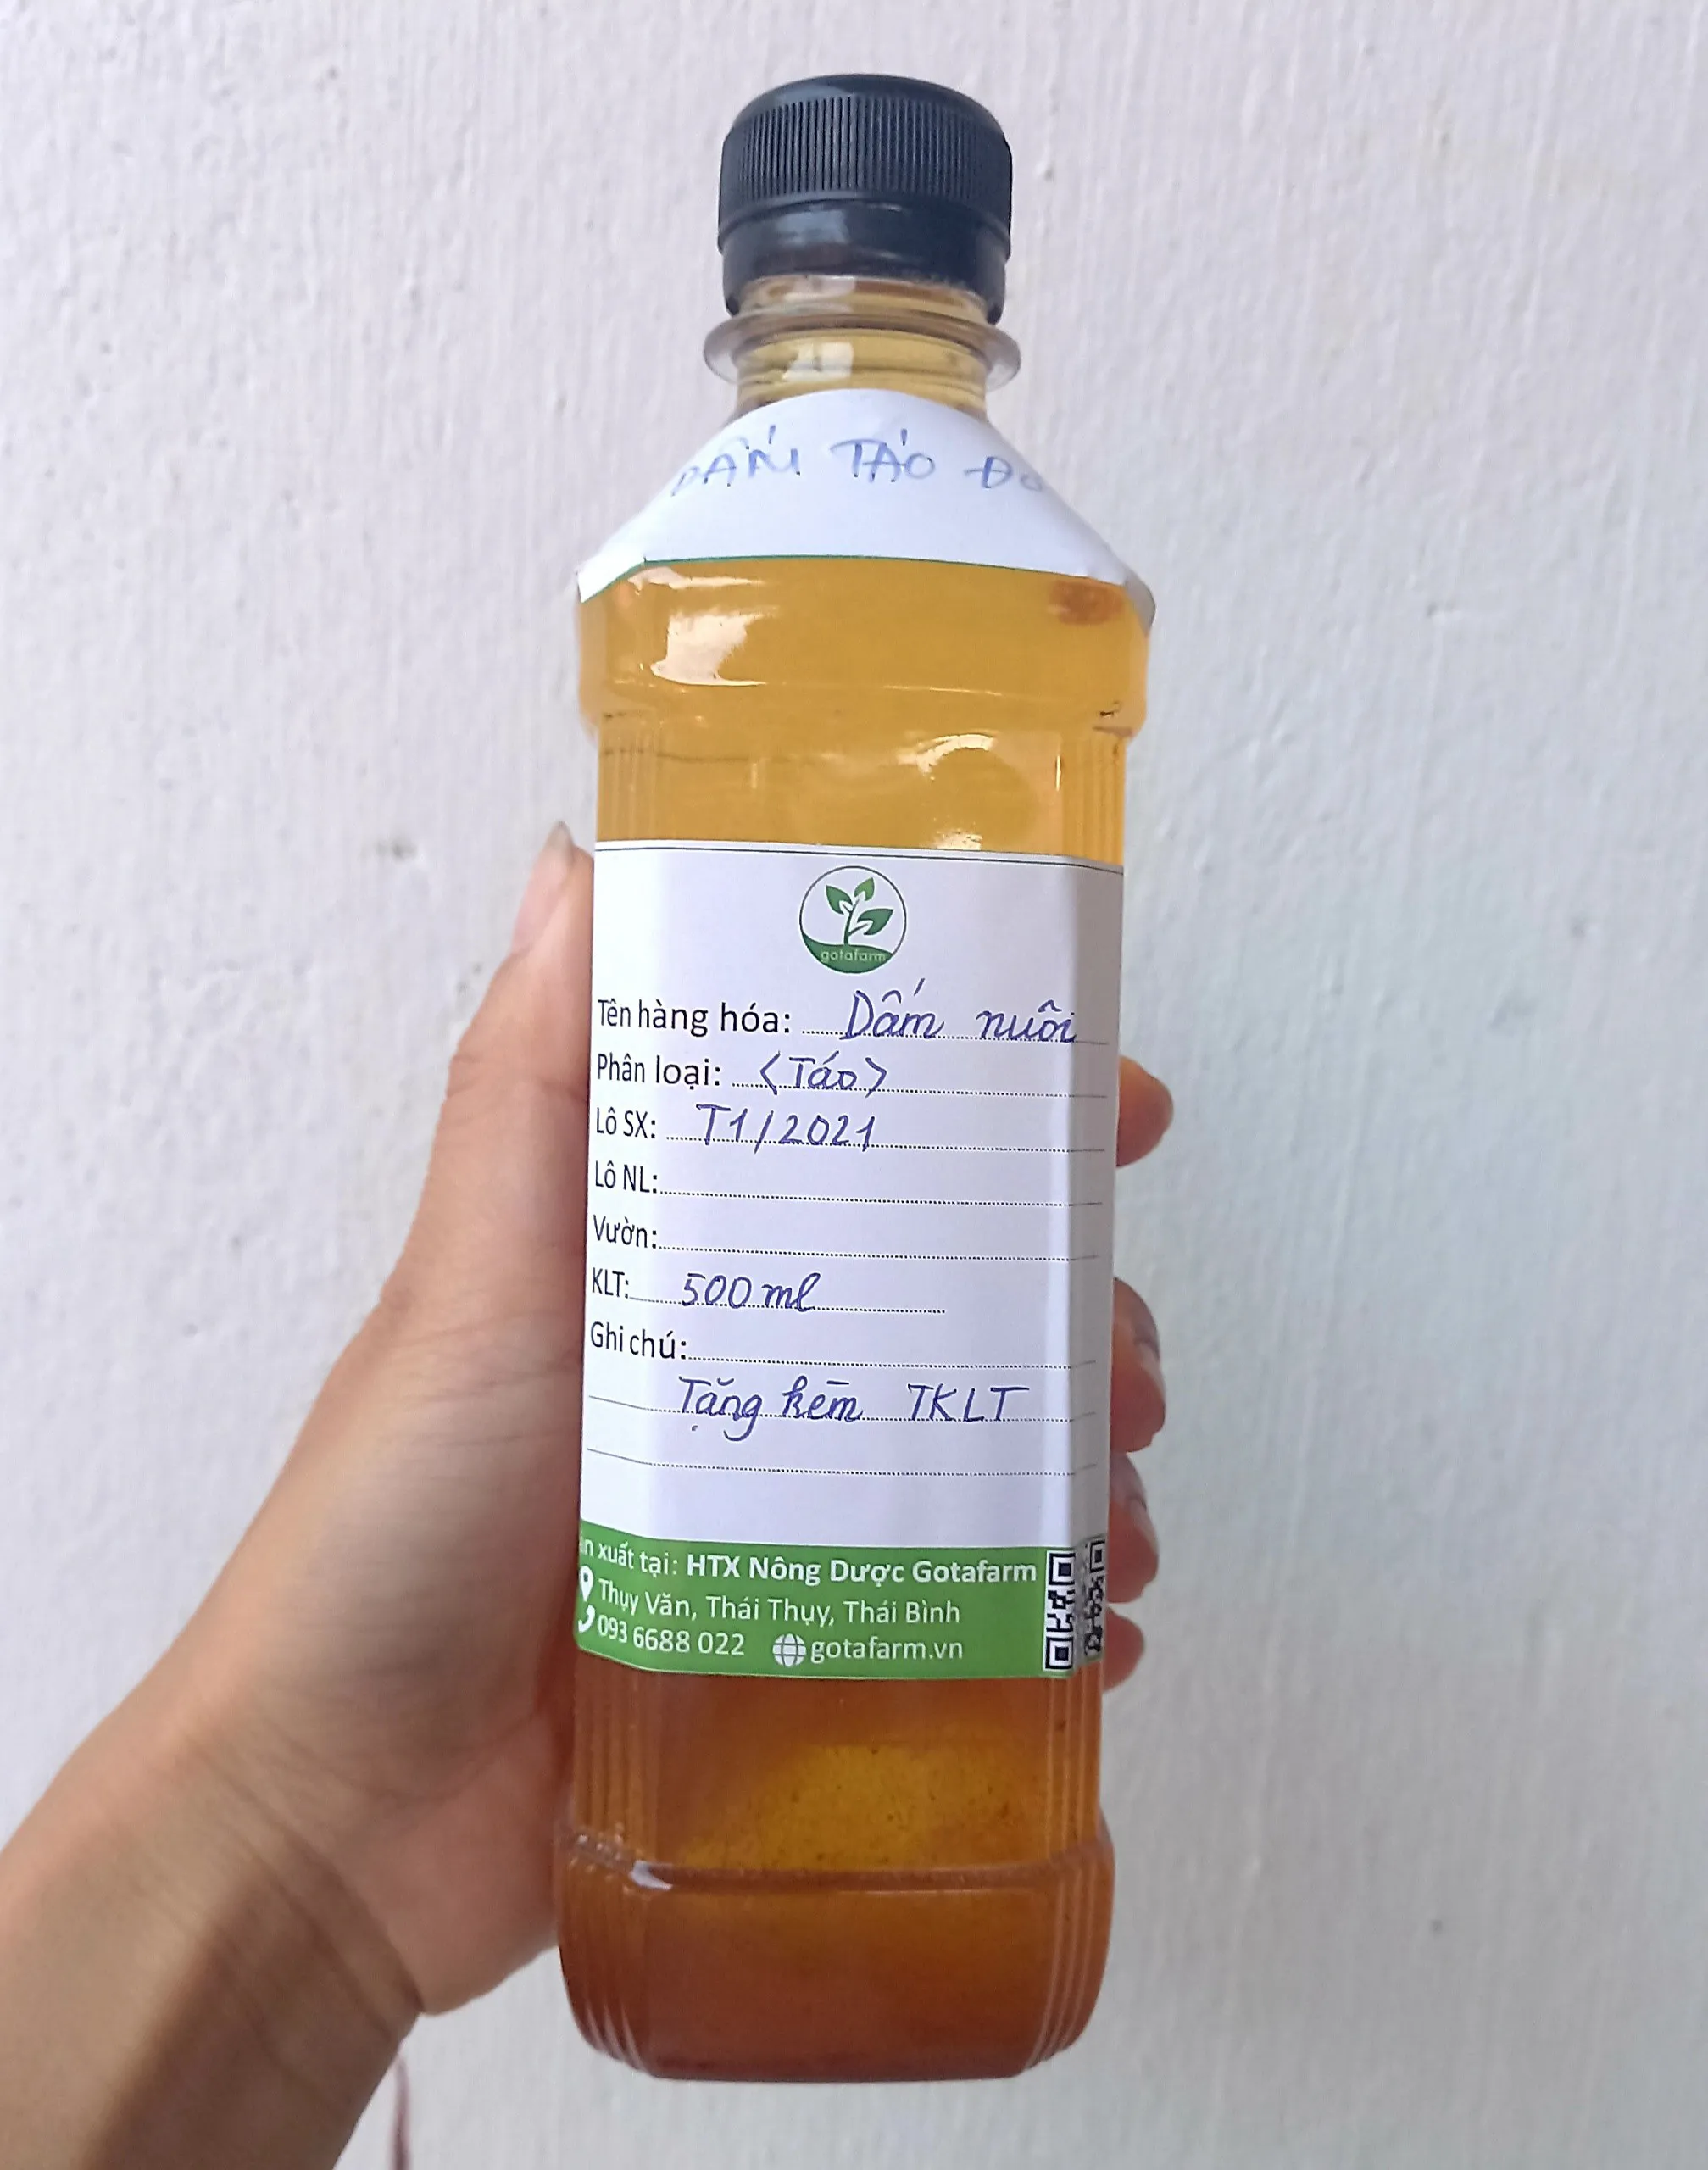 DẤM TÁO ĐỎ
gotafarm
Tên hàng hóa: Dấm nuôi
Phân loại: <Táo>
Lô SX: T1/2021
Lô NL:
Vườn:
KLT: 500ml
Ghi chú:
Tặng kèm TKLT
xuất tại: HTX Nông Dược Gotafarm
Thụy Văn, Thái Thụy, Thái Bình
093 6688 022 gotafarm.vn